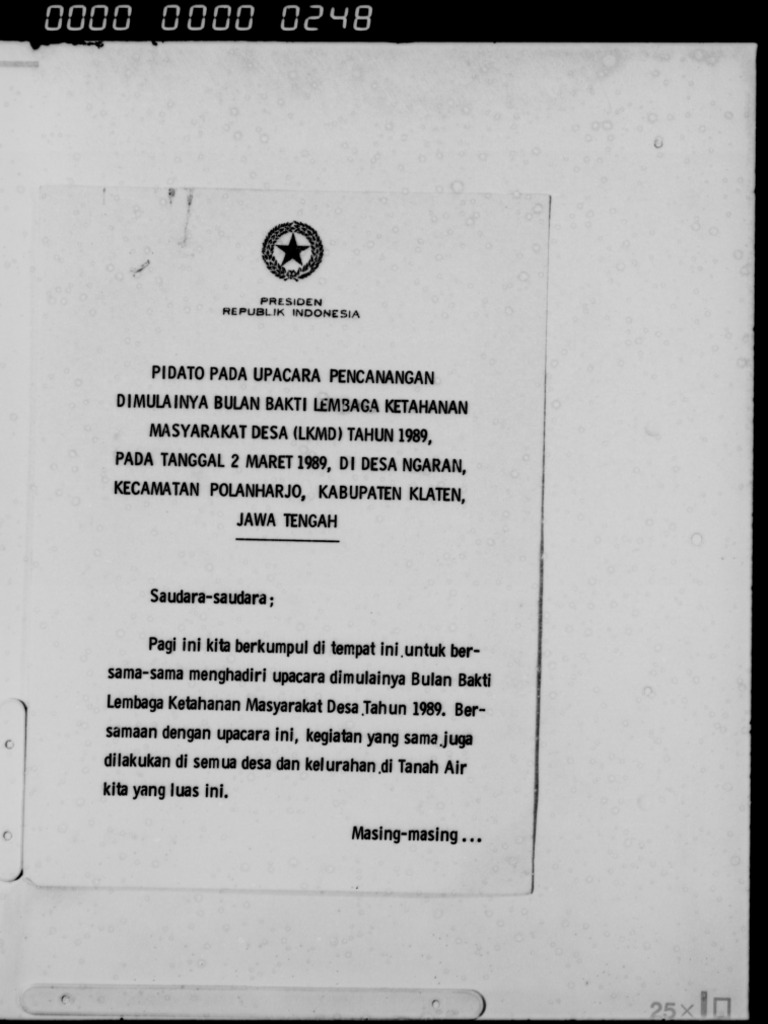 0000 0000 0248
PRESIDEN
REPUBLIK INDONESIA
PIDATO PADA UPACARA PENCANANGAN
DIMULAINYA BULAN BAKTI LEMBAGA KETAHANAN
MASYARAKAT DESA (LKMD) TAHUN 1989,
PADA TANGGAL 2 MARET 1989, DI DESA NGARAN,
KECAMATAN POLANHARJO, KABUPATEN KLATEN,
JAWA TENGAH
Saudara-saudara;
Pagi ini kita berkumpul di tempat ini untuk ber-
sama-sama menghadiri upacara dimulainya Bulan Bakti
Lembaga Ketahanan Masyarakat Desa Tahun 1989. Ber-
samaan dengan upacara ini, kegiatan yang sama juga
dilakukan di semua desa dan kelurahan di Tanah Air
kita yang luas ini.
Masing-masing...
25×